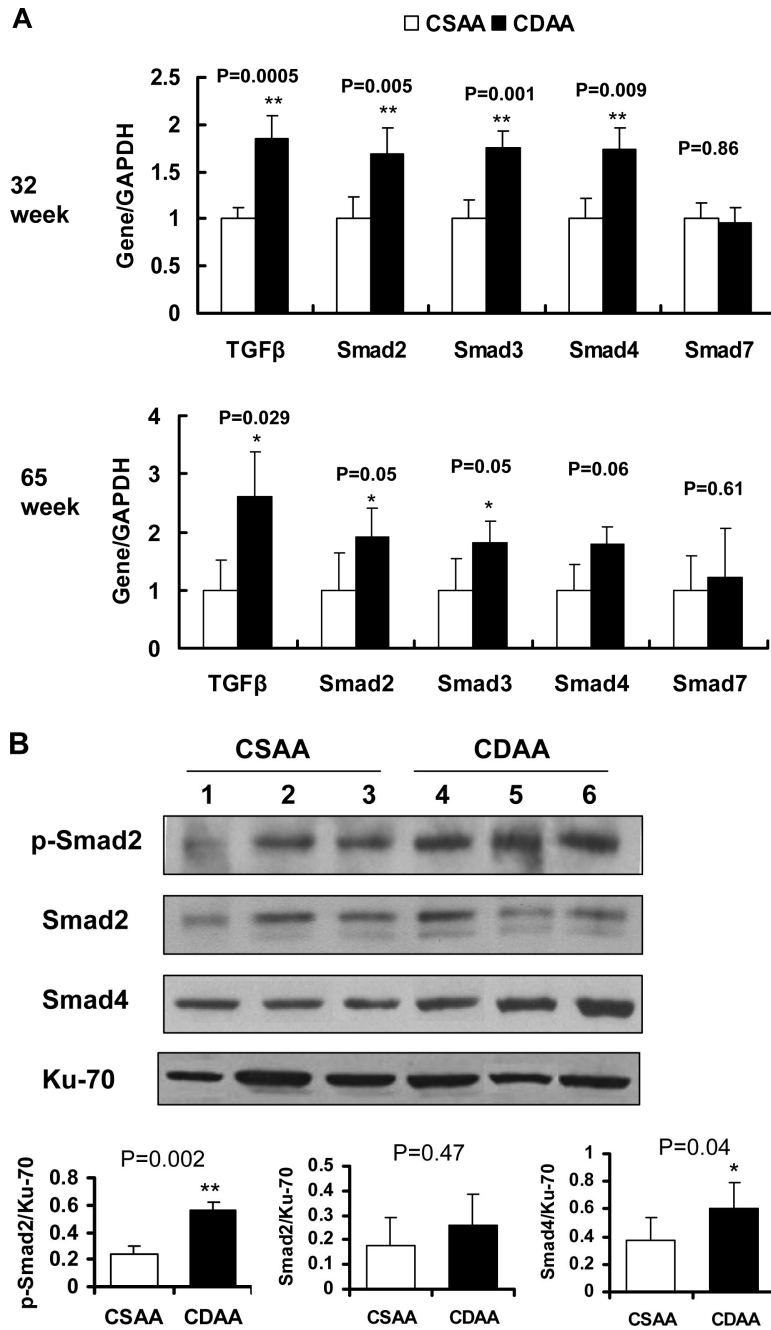 A
CSAA CDAA
32 week
Gene/GAPDH
2.5
2
1.5
1
0.5
0
P=0.0005
**
P=0.005
**
P=0.001
**
P=0.009
**
P=0.86
TGFβ Smad2 Smad3 Smad4 Smad7
65 week
Gene/GAPDH
4
3
2
1
0
P=0.029
*
P=0.05
*
P=0.05
*
P=0.06
P=0.61
TGFβ Smad2 Smad3 Smad4 Smad7
B
CSAA CDAA
1 2 3 4 5 6
p-Smad2
Smad2
Smad4
Ku-70
p-Smad2/Ku-70
0.8
0.6
0.4
0.2
0
P=0.002
**
CSAA CDAA
Smad2/Ku-70
0.5
0.4
0.3
0.2
0.1
0
P=0.47
CSAA CDAA
Smad4/Ku-70
1
0.8
0.6
0.4
0.2
0
P=0.04
*
CSAA CDAA